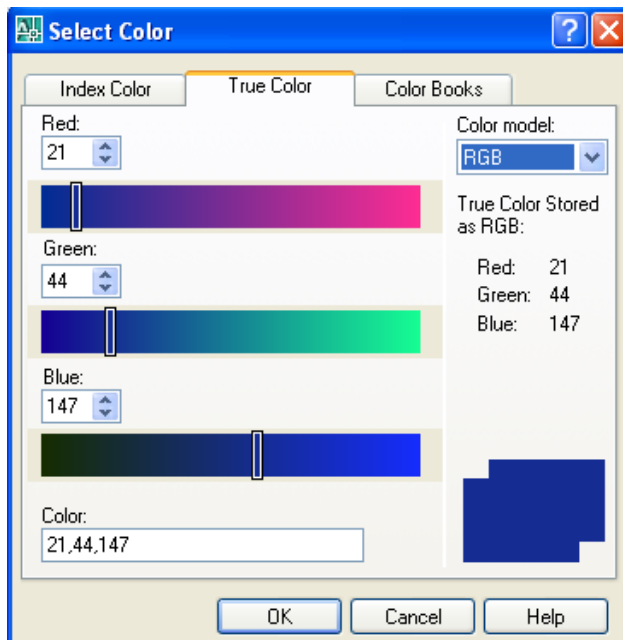 Select Color
Index Color
True Color
Color Books
Red:
21
Green:
44
Blue:
147
Color:
21,44,147
Color model:
RGB
True Color Stored
as RGB:
Red: 21
Green: 44
Blue: 147
OK
Cancel
Help